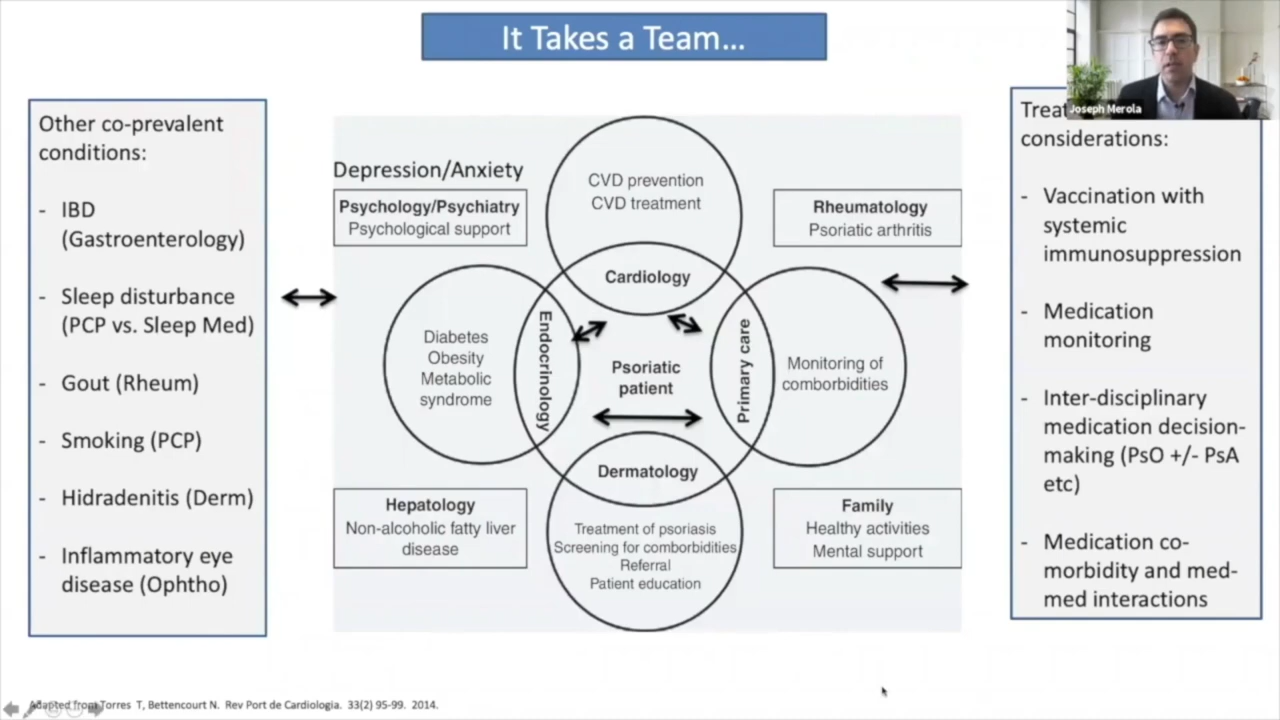 It Takes a Team...
Joseph Merola
Other co-prevalent
conditions:
- IBD
(Gastroenterology)
- Sleep disturbance
(PCP vs. Sleep Med)
- Gout (Rheum)
- Smoking (PCP)
- Hidradenitis (Derm)
- Inflammatory eye
disease (Ophtho)
Depression/Anxiety
Psychology/Psychiatry
Psychological support
CVD prevention
CVD treatment
Cardiology
Rheumatology
Psoriatic arthritis
Diabetes
Obesity
Metabolic
syndrome
Endocrinology
Psoriatic
patient
Primary care
Monitoring of
comborbidities
Hepatology
Non-alcoholic fatty liver
disease
Dermatology
Treatment of psoriasis
Screening for comborbidities
Referral
Patient education
Family
Healthy activities
Mental support
considerations:
- Vaccination with
systemic
immunosuppression
- Medication
monitoring
- Inter-disciplinary
medication decision-
making (PsO +/- PsA
etc)
- Medication co-
morbidity and med-
med interactions
Adapted from Torres T, Bettencourt N. Rev Port de Cardiologia. 33(2) 95-99. 2014.